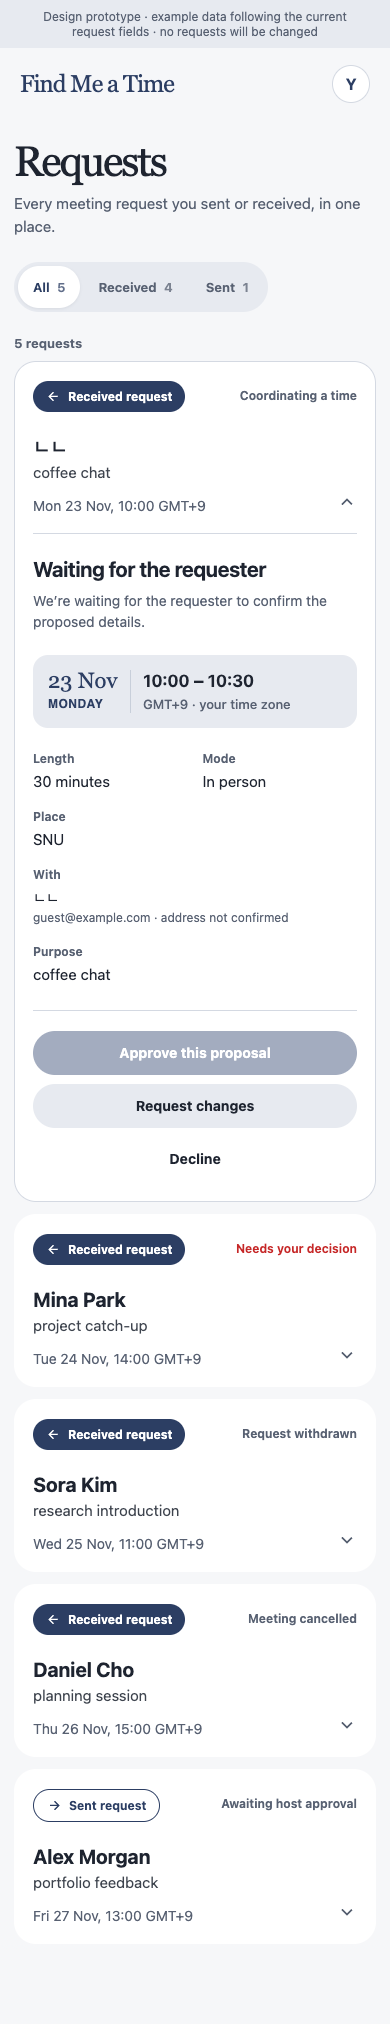 Design prototype · example data following the current
request fields · no requests will be changed
Find Me a Time
Y
Requests
Every meeting request you sent or received, in one
place.
All 5
Received 4
Sent 1
5 requests
← Received request
Coordinating a time
ㄴㄴ
coffee chat
Mon 23 Nov, 10:00 GMT+9
Waiting for the requester
We’re waiting for the requester to confirm the
proposed details.
23 Nov
MONDAY
10:00 – 10:30
GMT+9 · your time zone
Length
30 minutes
Mode
In person
Place
SNU
With
ㄴㄴ
guest@example.com · address not confirmed
Purpose
coffee chat
Approve this proposal
Request changes
Decline
← Received request
Needs your decision
Mina Park
project catch-up
Tue 24 Nov, 14:00 GMT+9
← Received request
Request withdrawn
Sora Kim
research introduction
Wed 25 Nov, 11:00 GMT+9
← Received request
Meeting cancelled
Daniel Cho
planning session
Thu 26 Nov, 15:00 GMT+9
→ Sent request
Awaiting host approval
Alex Morgan
portfolio feedback
Fri 27 Nov, 13:00 GMT+9